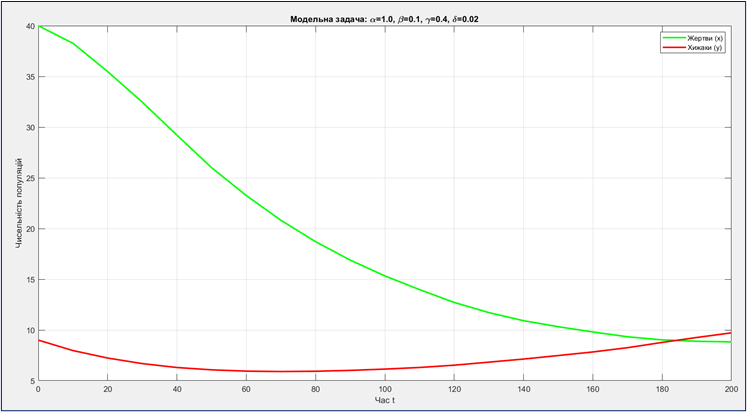 Модельна задача: α=1.0, β=0.1, γ=0.4, δ=0.02
Жертви (x)
Хижаки (y)
Чисельність популяцій
40
35
30
25
20
15
10
5
0 20 40 60 80 100 120 140 160 180 200
Час t